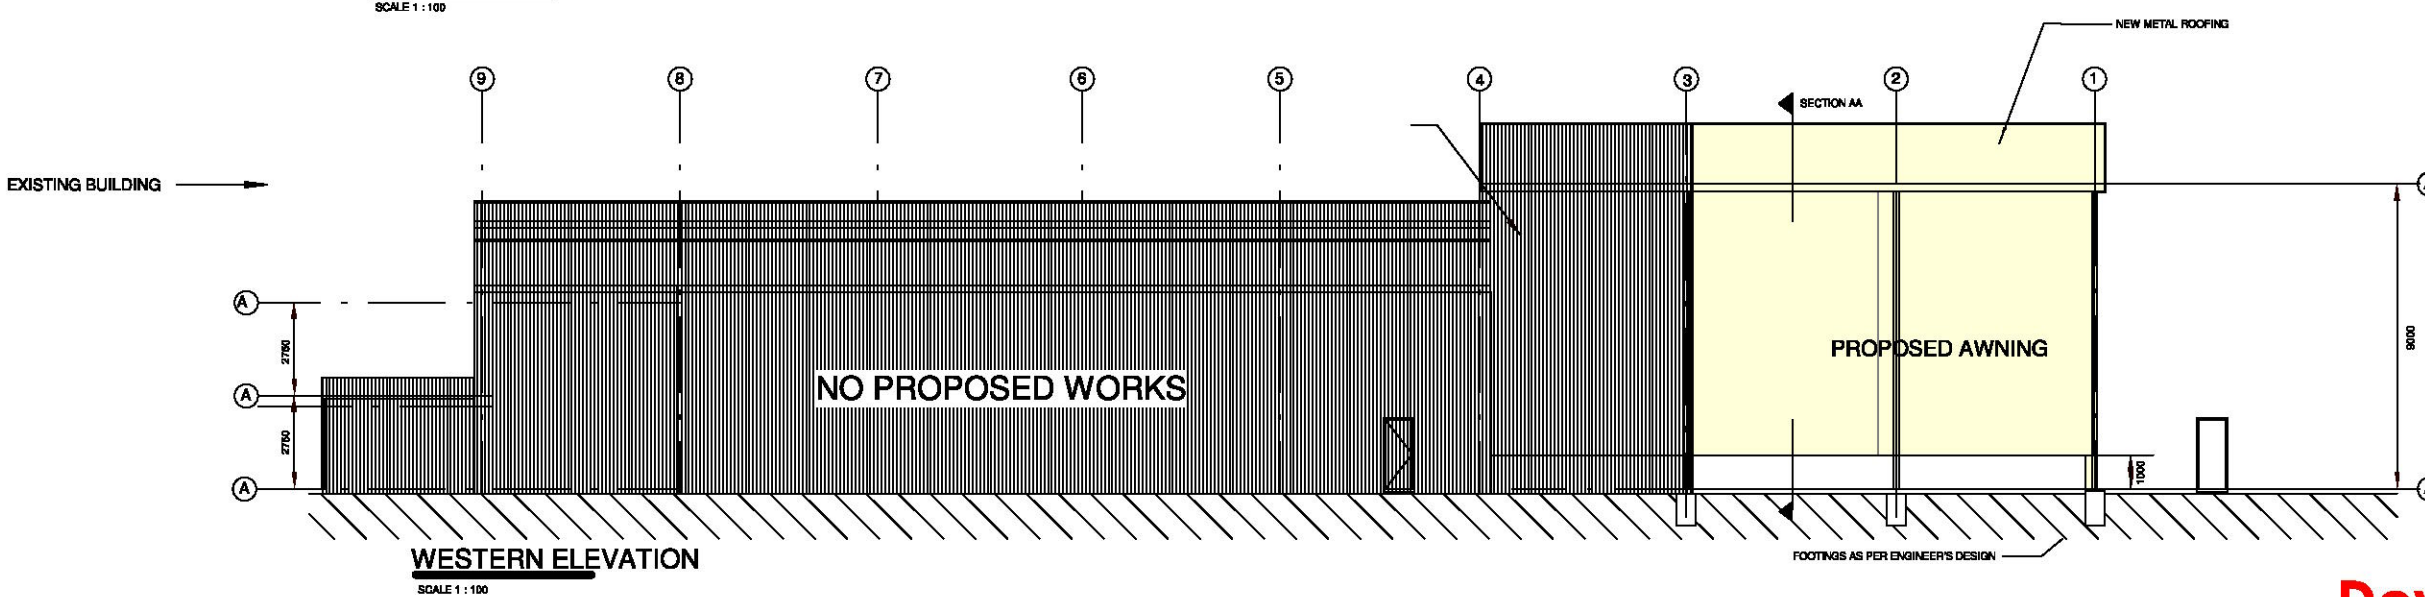 SCALE 1 : 100
NEW METAL ROOFING
9
8
7
6
5
4
3
2
1
SECTION AA
EXISTING BUILDING
A
2750
PROPOSED AWNING
9000
NO PROPOSED WORKS
A
2750
1000
A
WESTERN ELEVATION
FOOTINGS AS PER ENGINEER'S DESIGN
SCALE 1 : 100